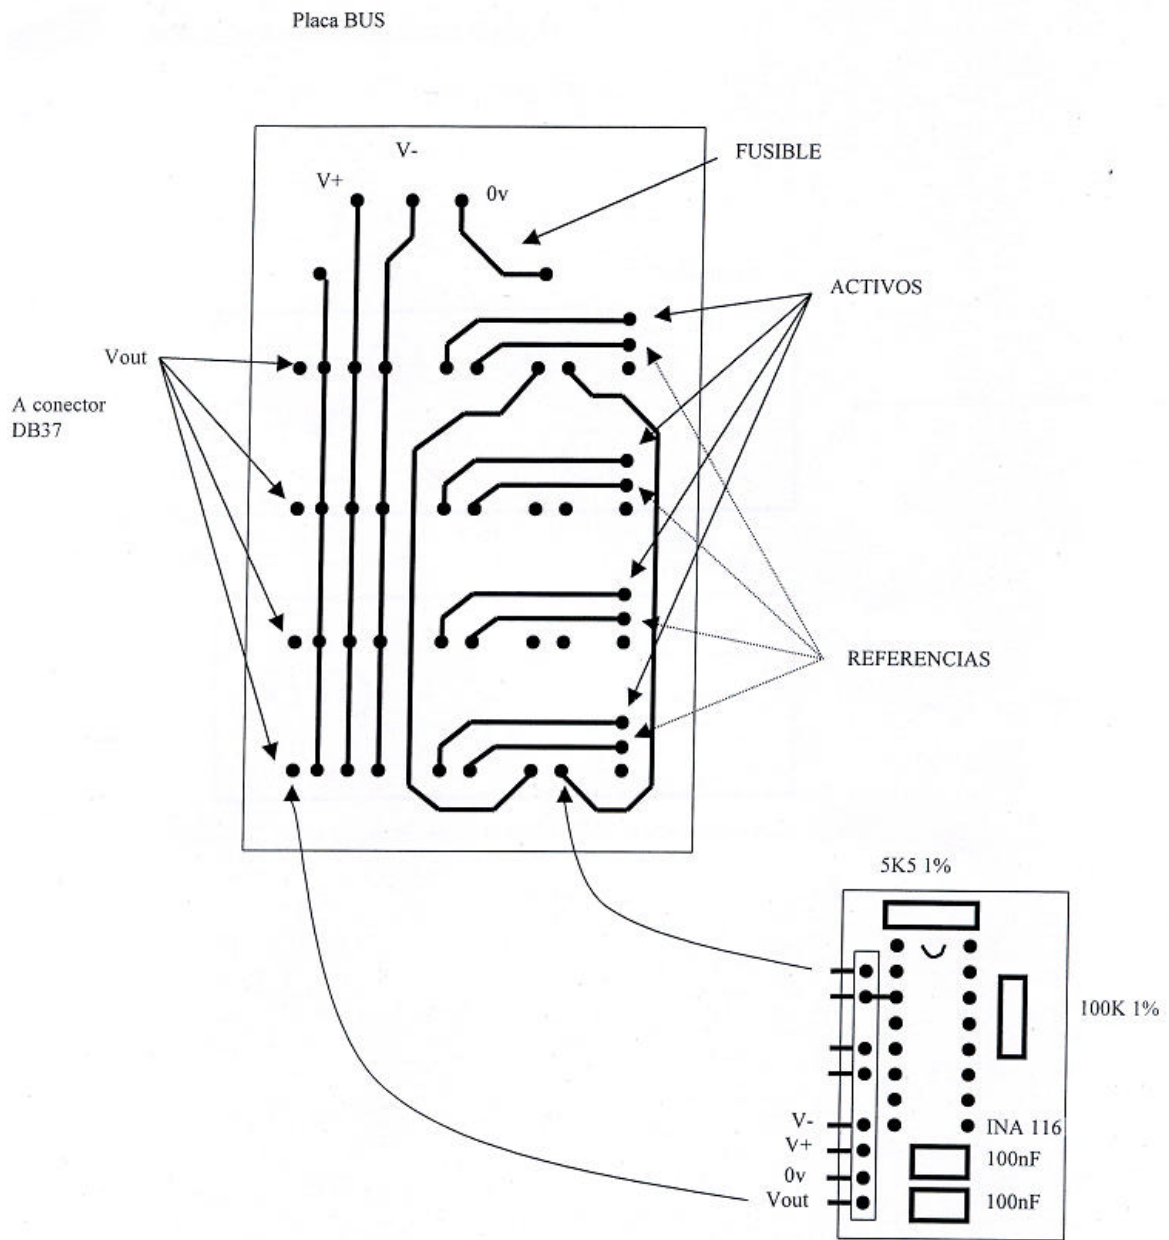 Placa BUS
V-
FUSIBLE
V+
0v
ACTIVOS
Vout
A conector
DB37
REFERENCIAS
5K5 1%
100K 1%
V-
INA 116
V+
100nF
0v
Vout
100nF